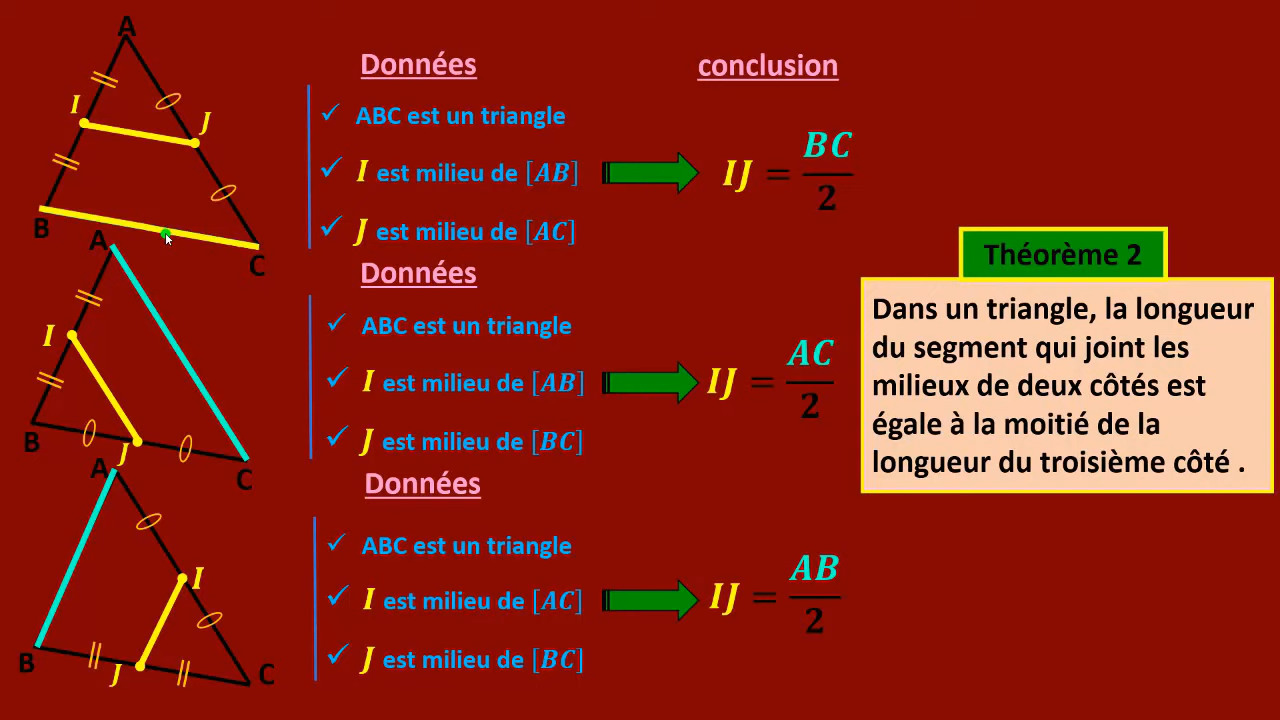 A
I
J
B
C
Données
ABC est un triangle
I est milieu de [AB]
J est milieu de [AC]
conclusion
IJ = BC/2
A
I
B
J
C
Données
ABC est un triangle
I est milieu de [AB]
J est milieu de [BC]
IJ = AC/2
A
I
B
J
C
Données
ABC est un triangle
I est milieu de [AC]
J est milieu de [BC]
IJ = AB/2
Théorème 2
Dans un triangle, la longueur
du segment qui joint les
milieux de deux côtés est
égale à la moitié de la
longueur du troisième côté .